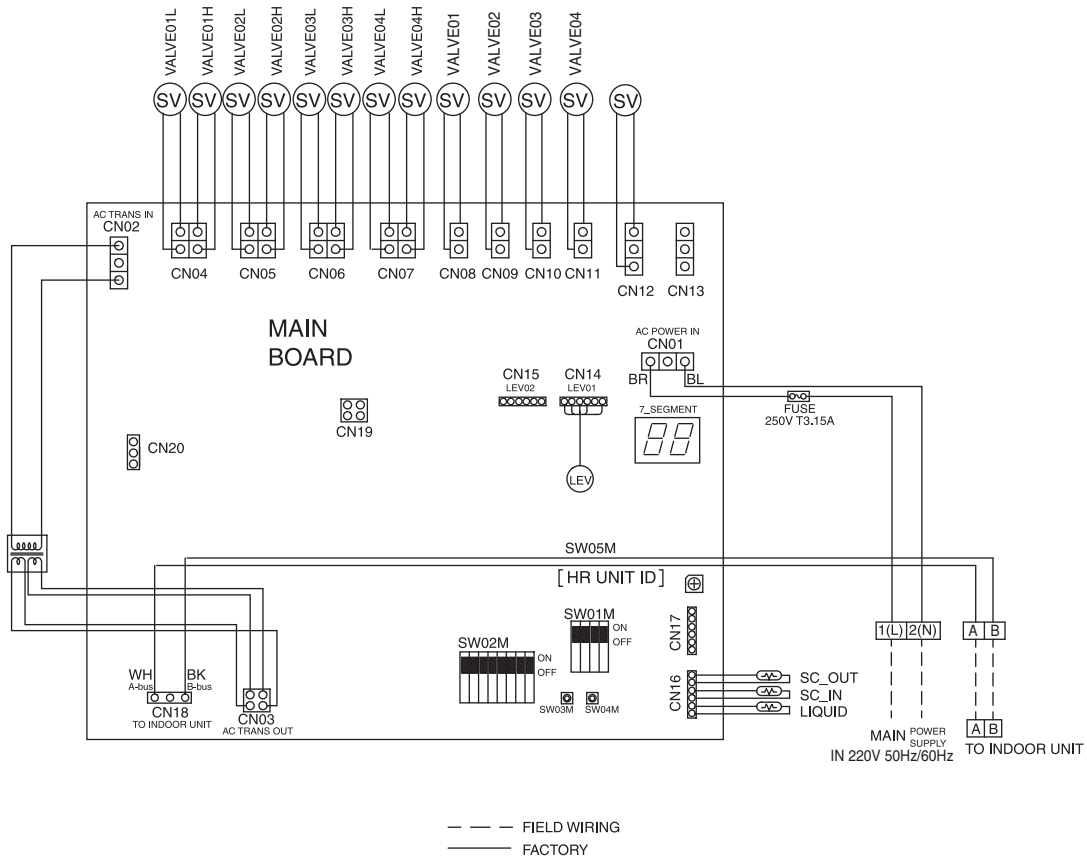 VALVE01L
VALVE01H
VALVE02L
VALVE02H
VALVE03L
VALVE03H
VALVE04L
VALVE04H
VALVE01
VALVE02
VALVE03
VALVE04
SV SV SV SV SV SV SV SV SV SV SV SV SV
AC TRANS IN
CN02
CN04 CN05 CN06 CN07 CN08 CN09 CN10 CN11
CN12 CN13
MAIN
BOARD
AC POWER IN
CN01
BR BL
CN15
LEV02
CN14
LEV01
7_SEGMENT
FUSE
250V T3.15A
CN19
CN20
LEV
SW05M
[HR UNIT ID]
SW01M
ON
OFF
SW02M
ON
OFF
CN17
1(L) 2(N)
A B
WH
A-bus
BK
B-bus
CN18
TO INDOOR UNIT
CN03
AC TRANS OUT
SW03M SW04M
CN16
SC_OUT
SC_IN
LIQUID
MAIN POWER SUPPLY
IN 220V 50Hz/60Hz
A B
TO INDOOR UNIT
FIELD WIRING
FACTORY